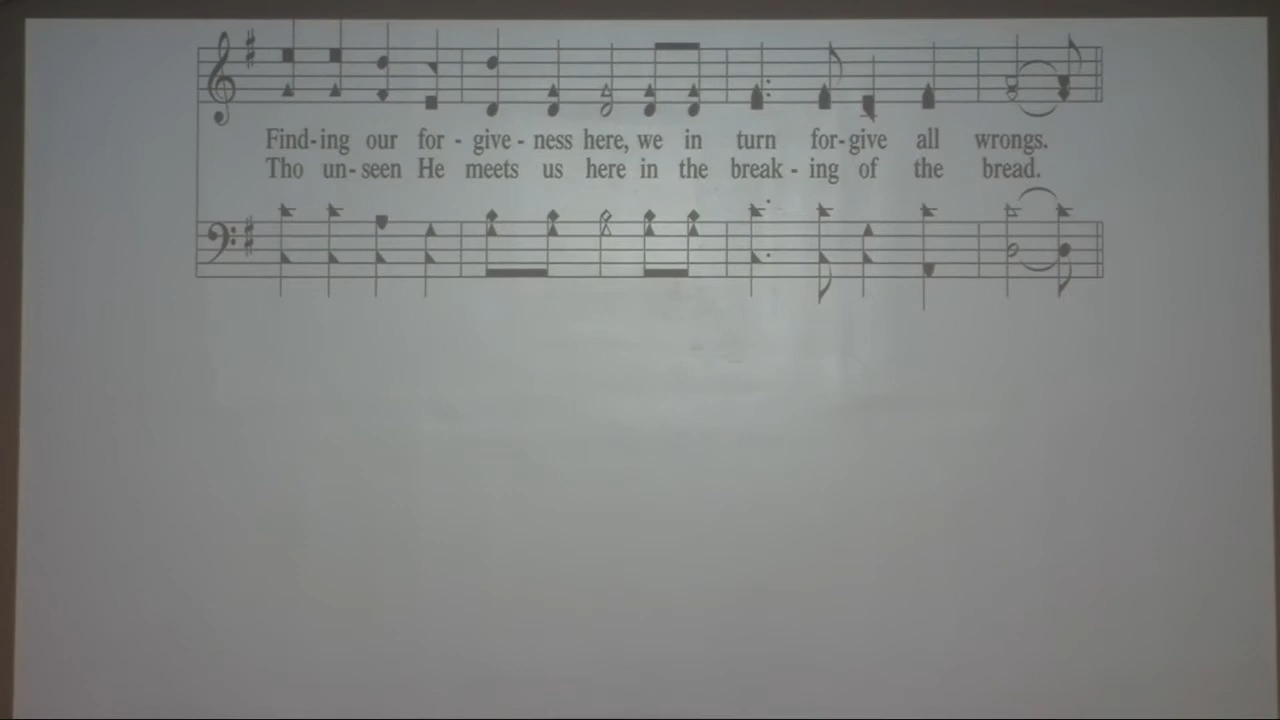 Find-ing our for - give - ness here, we in turn for-give all wrongs.
Tho un-seen He meets us here in the break - ing of the bread.